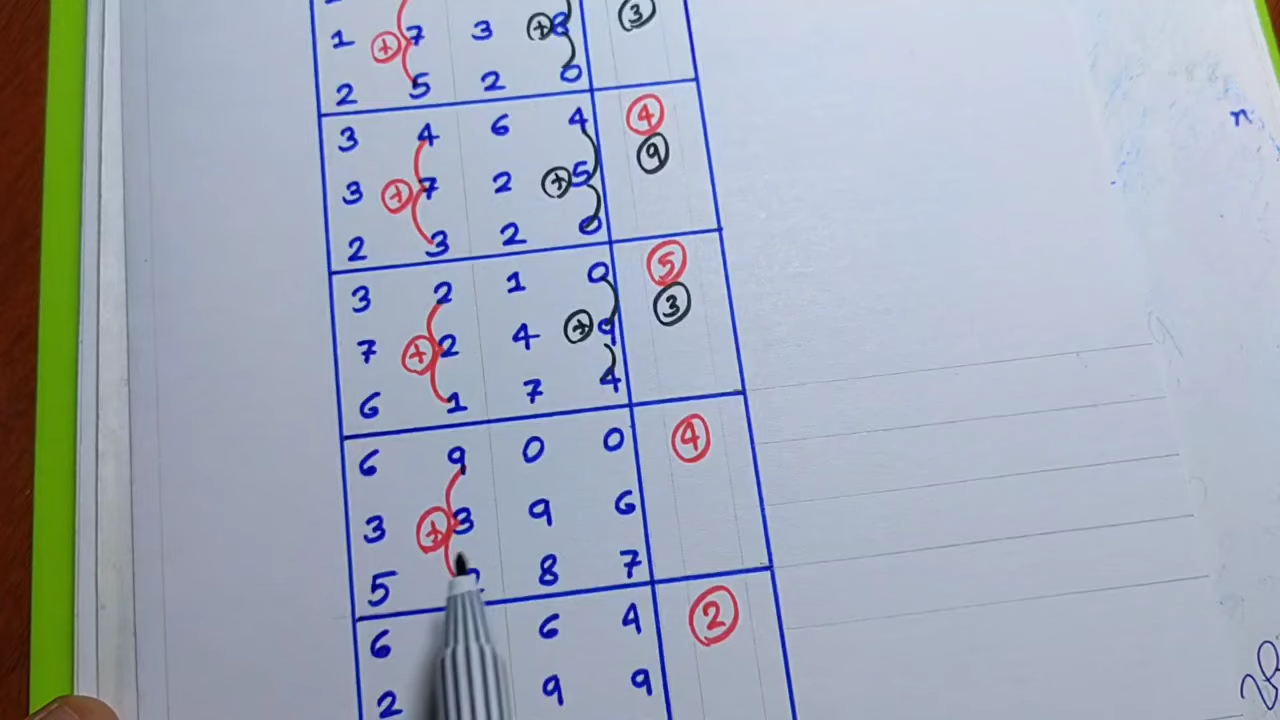 1 + 7 3 + 8 3
2 5 2 0
3 4 6 4 4
3 + 7 2 + 5 9
2 3 2 0
3 2 1 0 5
7 + 2 4 + 9 3
6 1 7 4
6 9 0 0 4
3 + 3 9 6
5 8 7
6 6 4 2
2 9 9
n